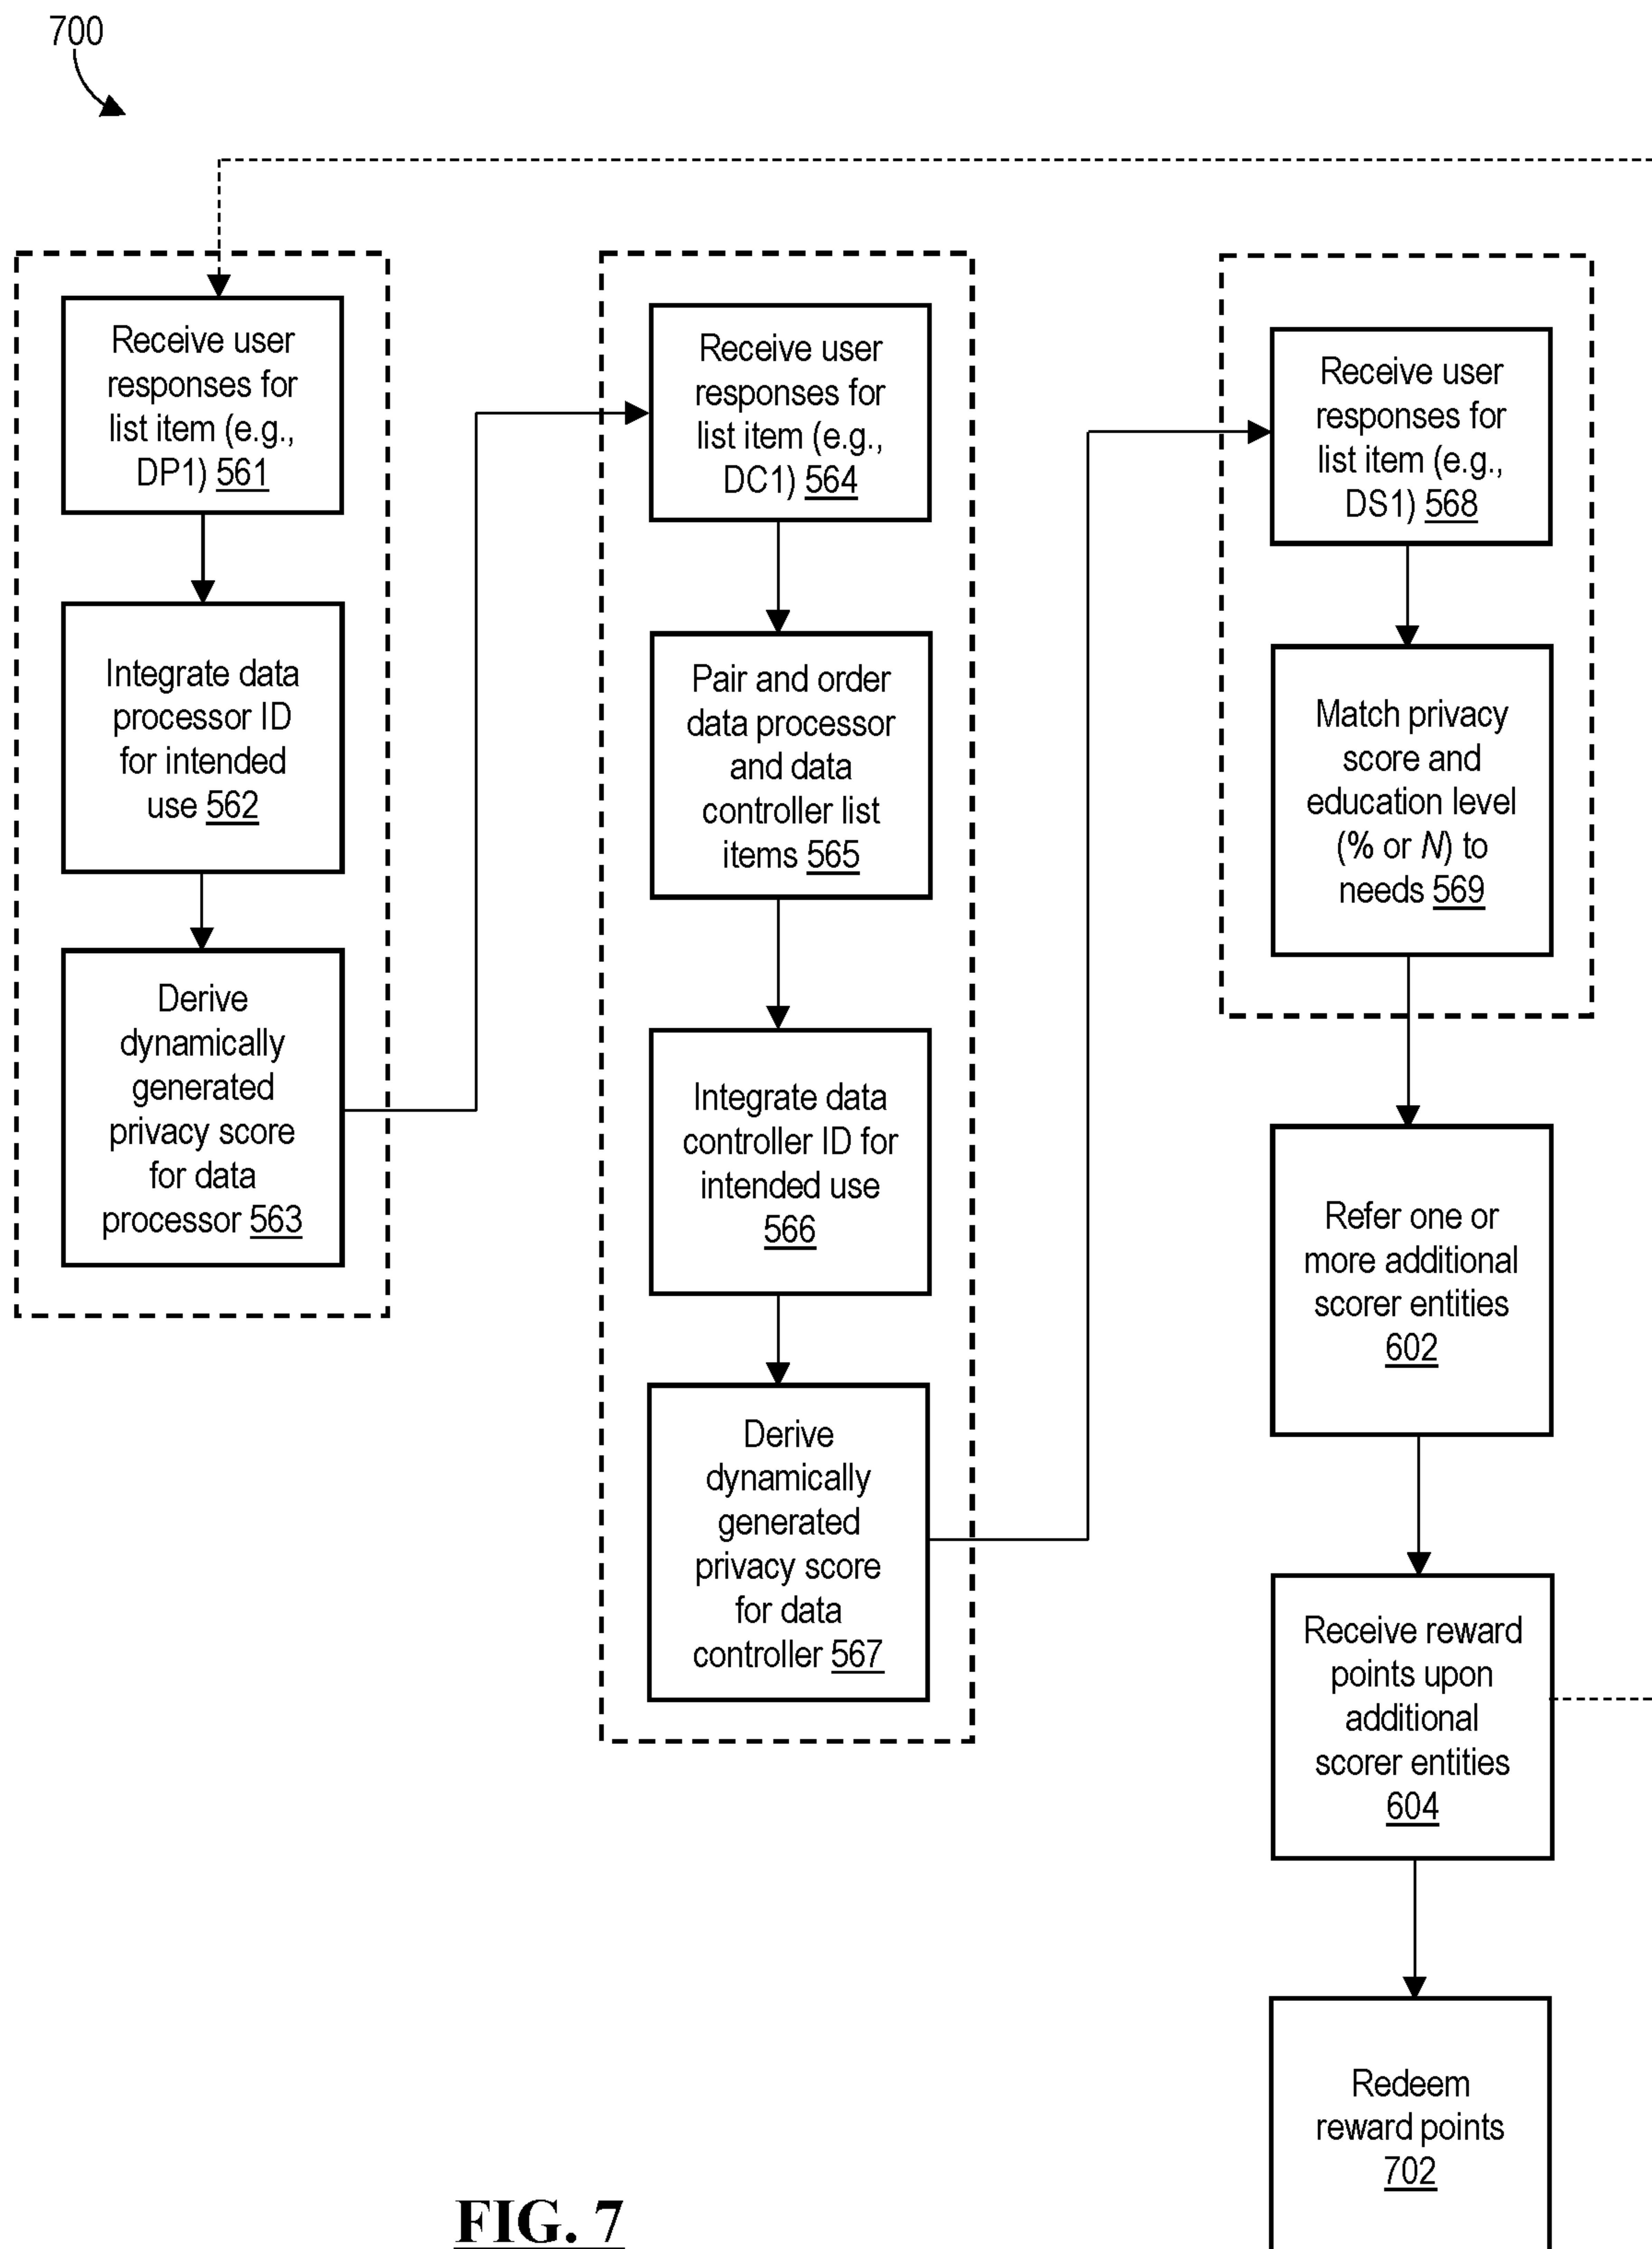 700
Receive user
responses for
list item (e.g.,
DP1) 561
Integrate data
processor ID
for intended
use 562
Derive
dynamically
generated
privacy score
for data
processor 563
Receive user
responses for
list item (e.g.,
DC1) 564
Pair and order
data processor
and data
controller list
items 565
Integrate data
controller ID for
intended use
566
Derive
dynamically
generated
privacy score
for data
controller 567
Receive user
responses for
list item (e.g.,
DS1) 568
Match privacy
score and
education level
(% or N) to
needs 569
Refer one or
more additional
scorer entities
602
Receive reward
points upon
additional
scorer entities
604
Redeem
reward points
702
FIG. 7